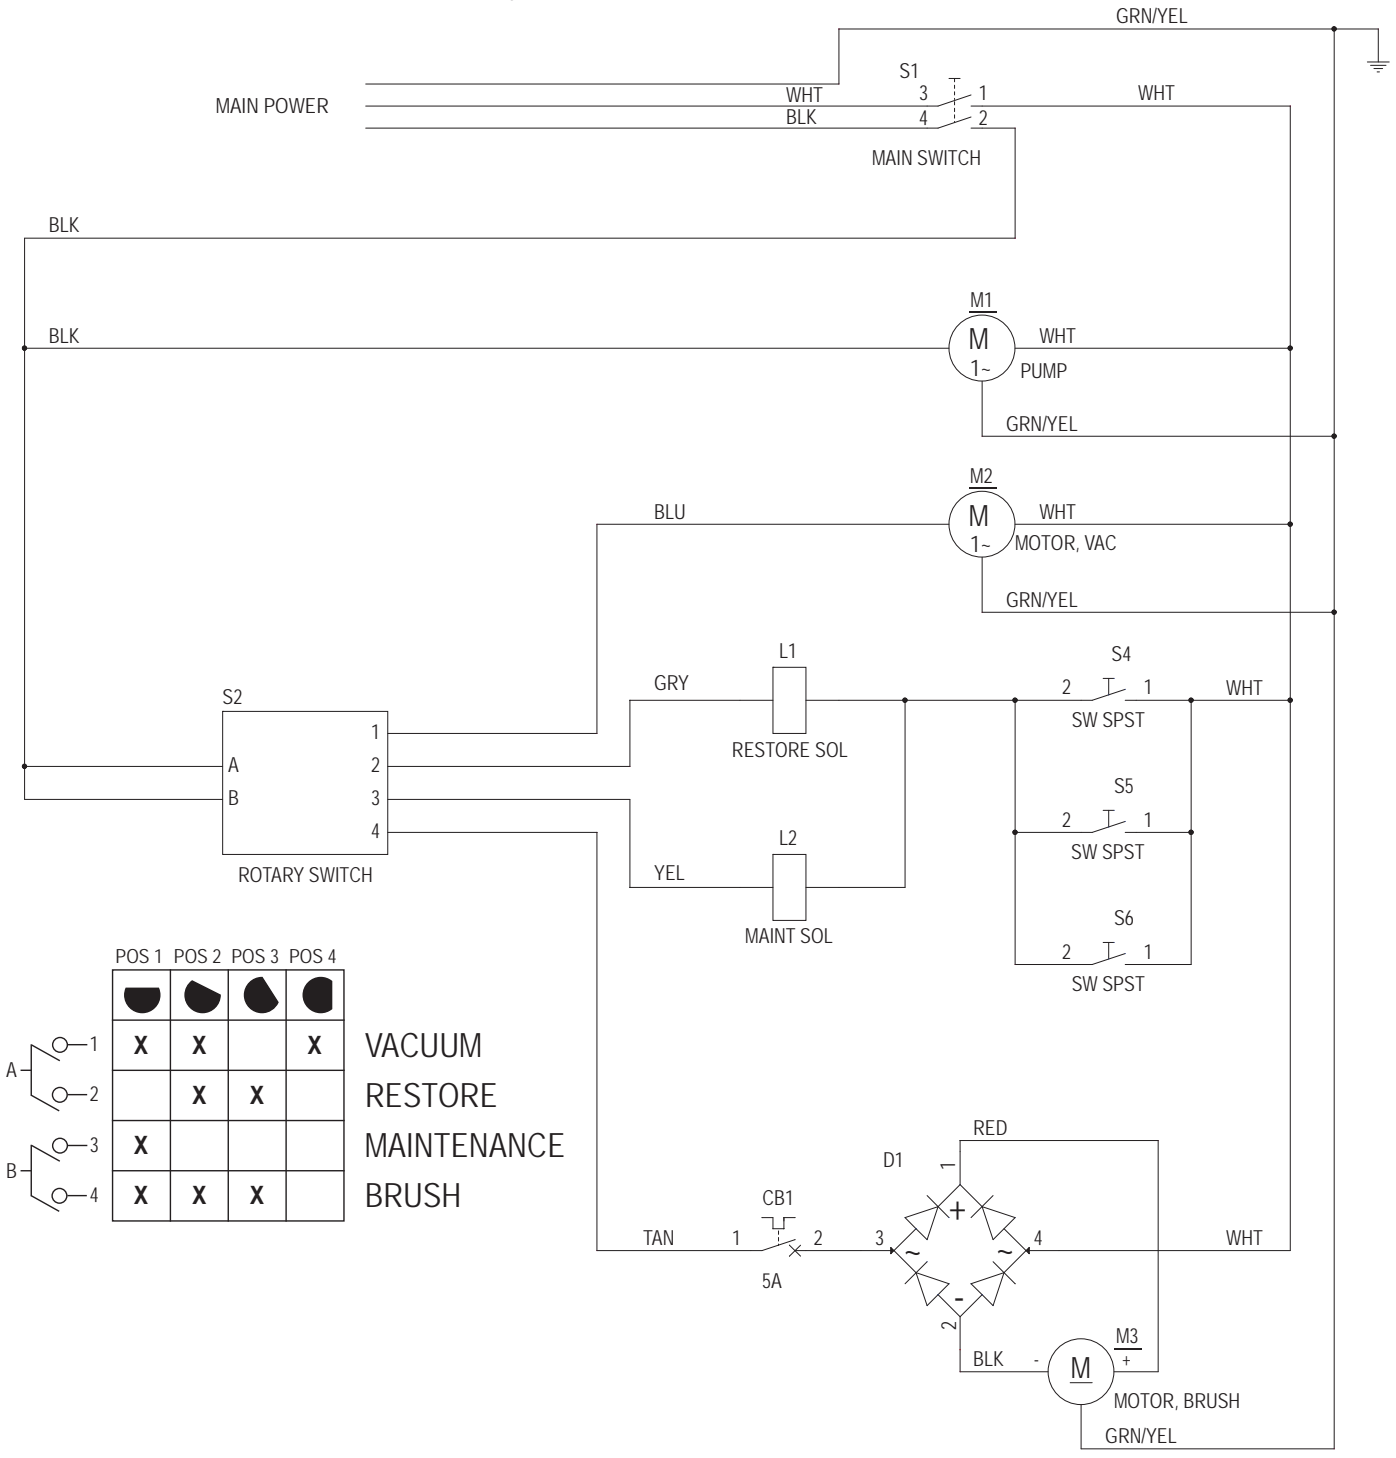 GRN/YEL
S1
MAIN POWER
WHT 3 1 WHT
BLK 4 2
MAIN SWITCH
BLK
M1
BLK M WHT
1~ PUMP
GRN/YEL
M2
BLU M WHT
1~ MOTOR, VAC
GRN/YEL
L1 S4
GRY 2 1 WHT
S2 SW SPST
1 RESTORE SOL
A 2
B 3 S5
4 2 1
L2 SW SPST
ROTARY SWITCH YEL
MAINT SOL S6
2 1
SW SPST
POS 1 POS 2 POS 3 POS 4
A 1 X X X VACUUM
2 X X RESTORE
B 3 X MAINTENANCE
4 X X X BRUSH
RED
D1 1
CB1 +
TAN 1 2 3 ~ ~ 4 WHT
5A -
2 M3
BLK - M +
MOTOR, BRUSH
GRN/YEL